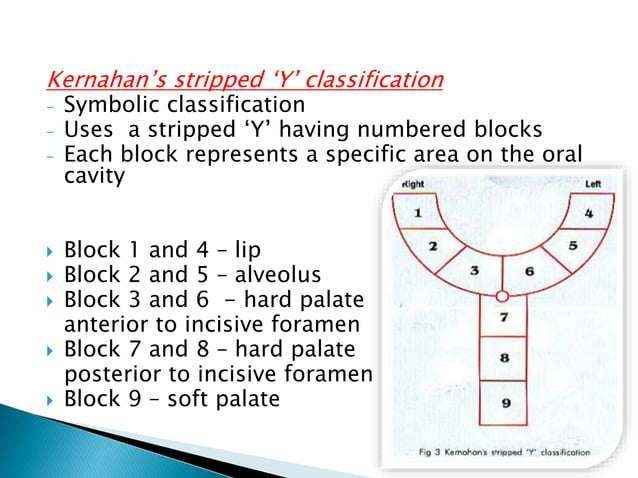 Kernahan’s stripped ‘Y’ classification
– Symbolic classification
– Uses a stripped ‘Y’ having numbered blocks
– Each block represents a specific area on the oral
cavity
Block 1 and 4 – lip
Block 2 and 5 – alveolus
Block 3 and 6 – hard palate
anterior to incisive foramen
Block 7 and 8 – hard palate
posterior to incisive foramen
Block 9 – soft palate
Right Left
1 4
2 5
3 6
7
8
9
Fig 3 Kernohan's stripped 'Y' classification